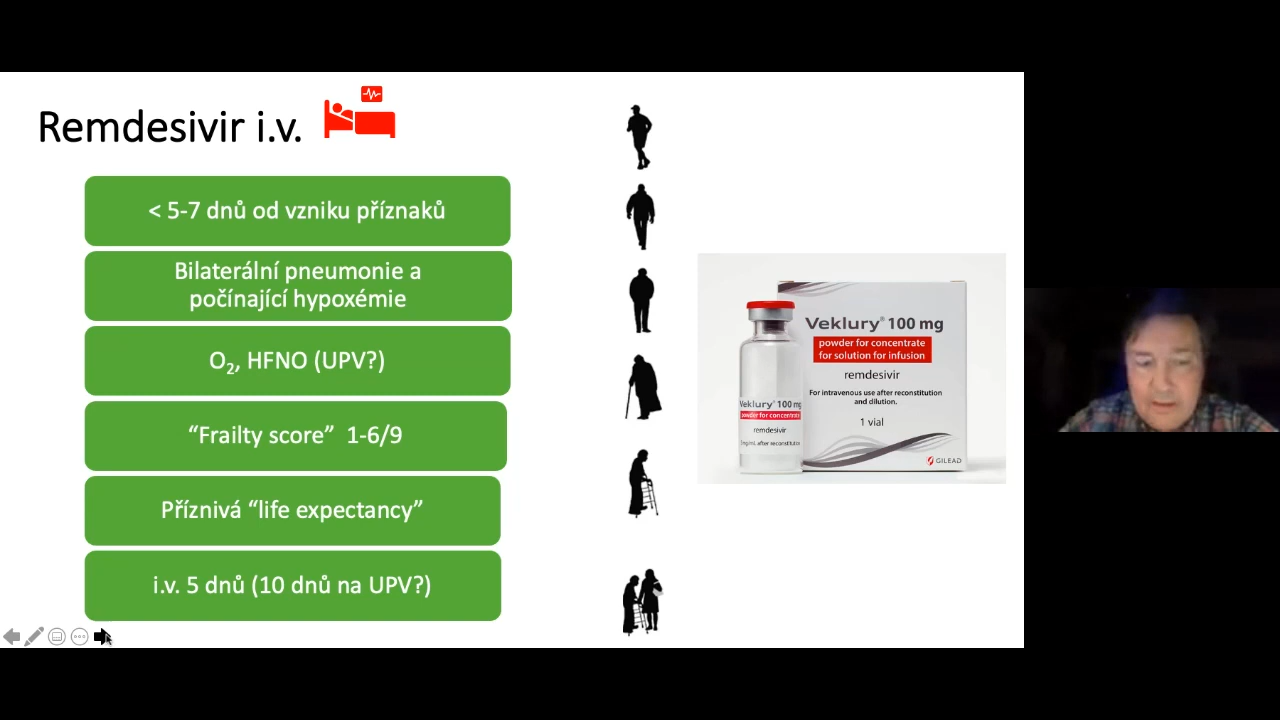 Remdesivir i.v.
< 5-7 dnů od vzniku příznaků
Bilaterální pneumonie a
počínající hypoxémie
O₂, HFNO (UPV?)
“Frailty score” 1-6/9
Příznivá “life expectancy”
i.v. 5 dnů (10 dnů na UPV?)
Veklury® 100 mg
powder for concentrate
for solution for infusion
remdesivir
For intravenous use after reconstitution
and dilution.
1 vial
GILEAD
Veklury® 100 mg
powder for concentrate
remdesivir
after reconstitution